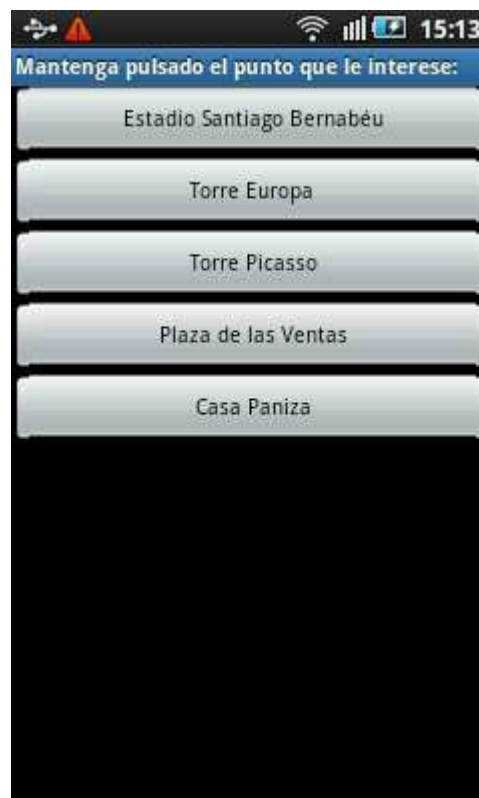 15:13
Mantenga pulsado el punto que le interese:
Estadio Santiago Bernabéu
Torre Europa
Torre Picasso
Plaza de las Ventas
Casa Paniza